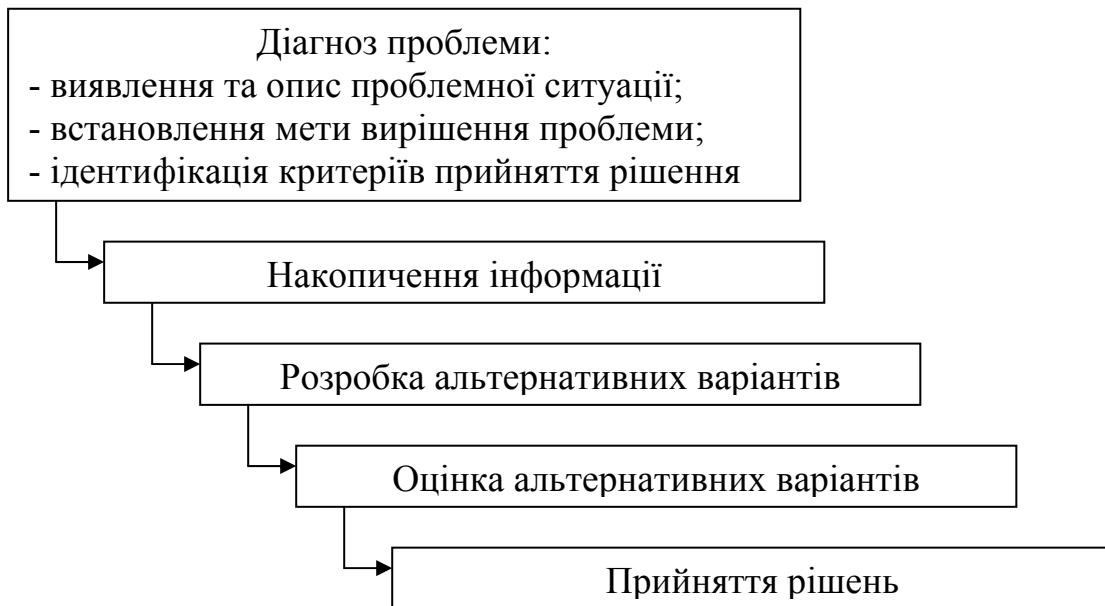 Діагноз проблеми:
- виявлення та опис проблемної ситуації;
- встановлення мети вирішення проблеми;
- ідентифікація критеріїв прийняття рішення
Накопичення інформації
Розробка альтернативних варіантів
Оцінка альтернативних варіантів
Прийняття рішень